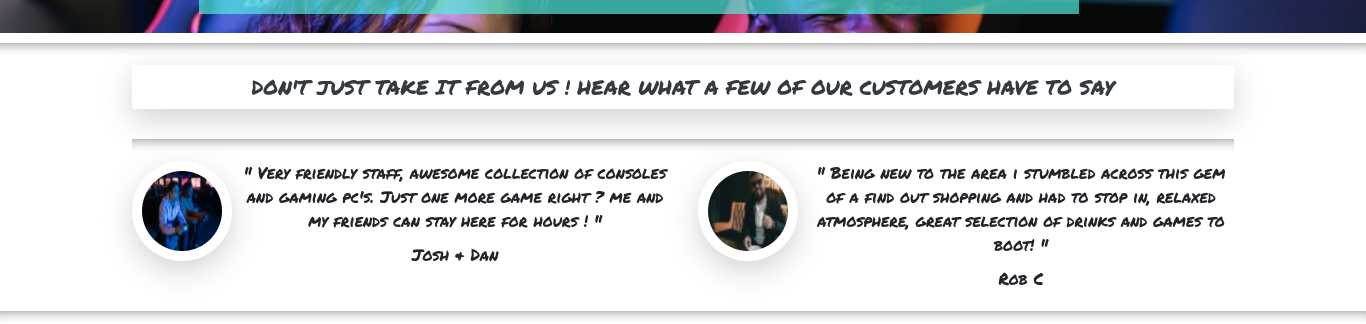 DON'T JUST TAKE IT FROM US ! HEAR WHAT A FEW OF OUR CUSTOMERS HAVE TO SAY
" VERY FRIENDLY STAFF, AWESOME COLLECTION OF CONSOLES
AND GAMING PC'S. JUST ONE MORE GAME RIGHT ? ME AND
MY FRIENDS CAN STAY HERE FOR HOURS ! "
JOSH & DAN
" BEING NEW TO THE AREA I STUMBLED ACROSS THIS GEM
OF A FIND OUT SHOPPING AND HAD TO STOP IN, RELAXED
ATMOSPHERE, GREAT SELECTION OF DRINKS AND GAMES TO
BOOT! "
ROB C